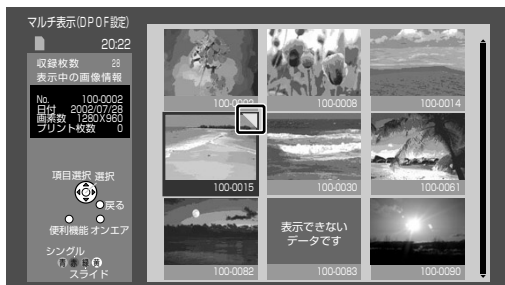 マルチ表示(DPOF設定)
20:22
収録枚数 28
表示中の画像情報
No. 100-0002
日付 2002/07/28
画素数 1280X960
プリント枚数 0
項目選択 選択
戻る
便利機能 オンエア
シングル
青 赤 緑 黄
スライド
100-0008
100-0014
100-0015
100-0030
100-0061
表示できない
データです
100-0082
100-0083
100-0090